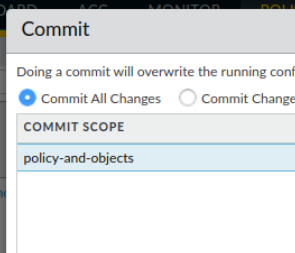 ACC MONITOR
Commit
Doing a commit will overwrite the running conf
Commit All Changes Commit Change
COMMIT SCOPE
policy-and-objects